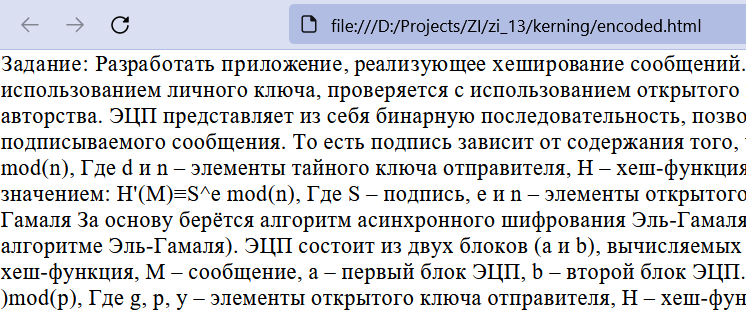 file:///D:/Projects/ZI/zi_13/kerning/encoded.html
Задание: Разработать приложение, реализующее хеширование сообщений.
использованием личного ключа, проверяется с использованием открытого
авторства. ЭЦП представляет из себя бинарную последовательность, позво
подписываемого сообщения. То есть подпись зависит от содержания того,
mod(n), Где d и n – элементы тайного ключа отправителя, H – хеш-функция
значением: H'(M)≡S^e mod(n), Где S – подпись, e и n – элементы открытого
Гамаля За основу берётся алгоритм асинхронного шифрования Эль-Гамаля
алгоритме Эль-Гамаля). ЭЦП состоит из двух блоков (a и b), вычисляемых
хеш-функция, M – сообщение, a – первый блок ЭЦП, b – второй блок ЭЦП.
)mod(p), Где g, p, y – элементы открытого ключа отправителя, H – хеш-фун